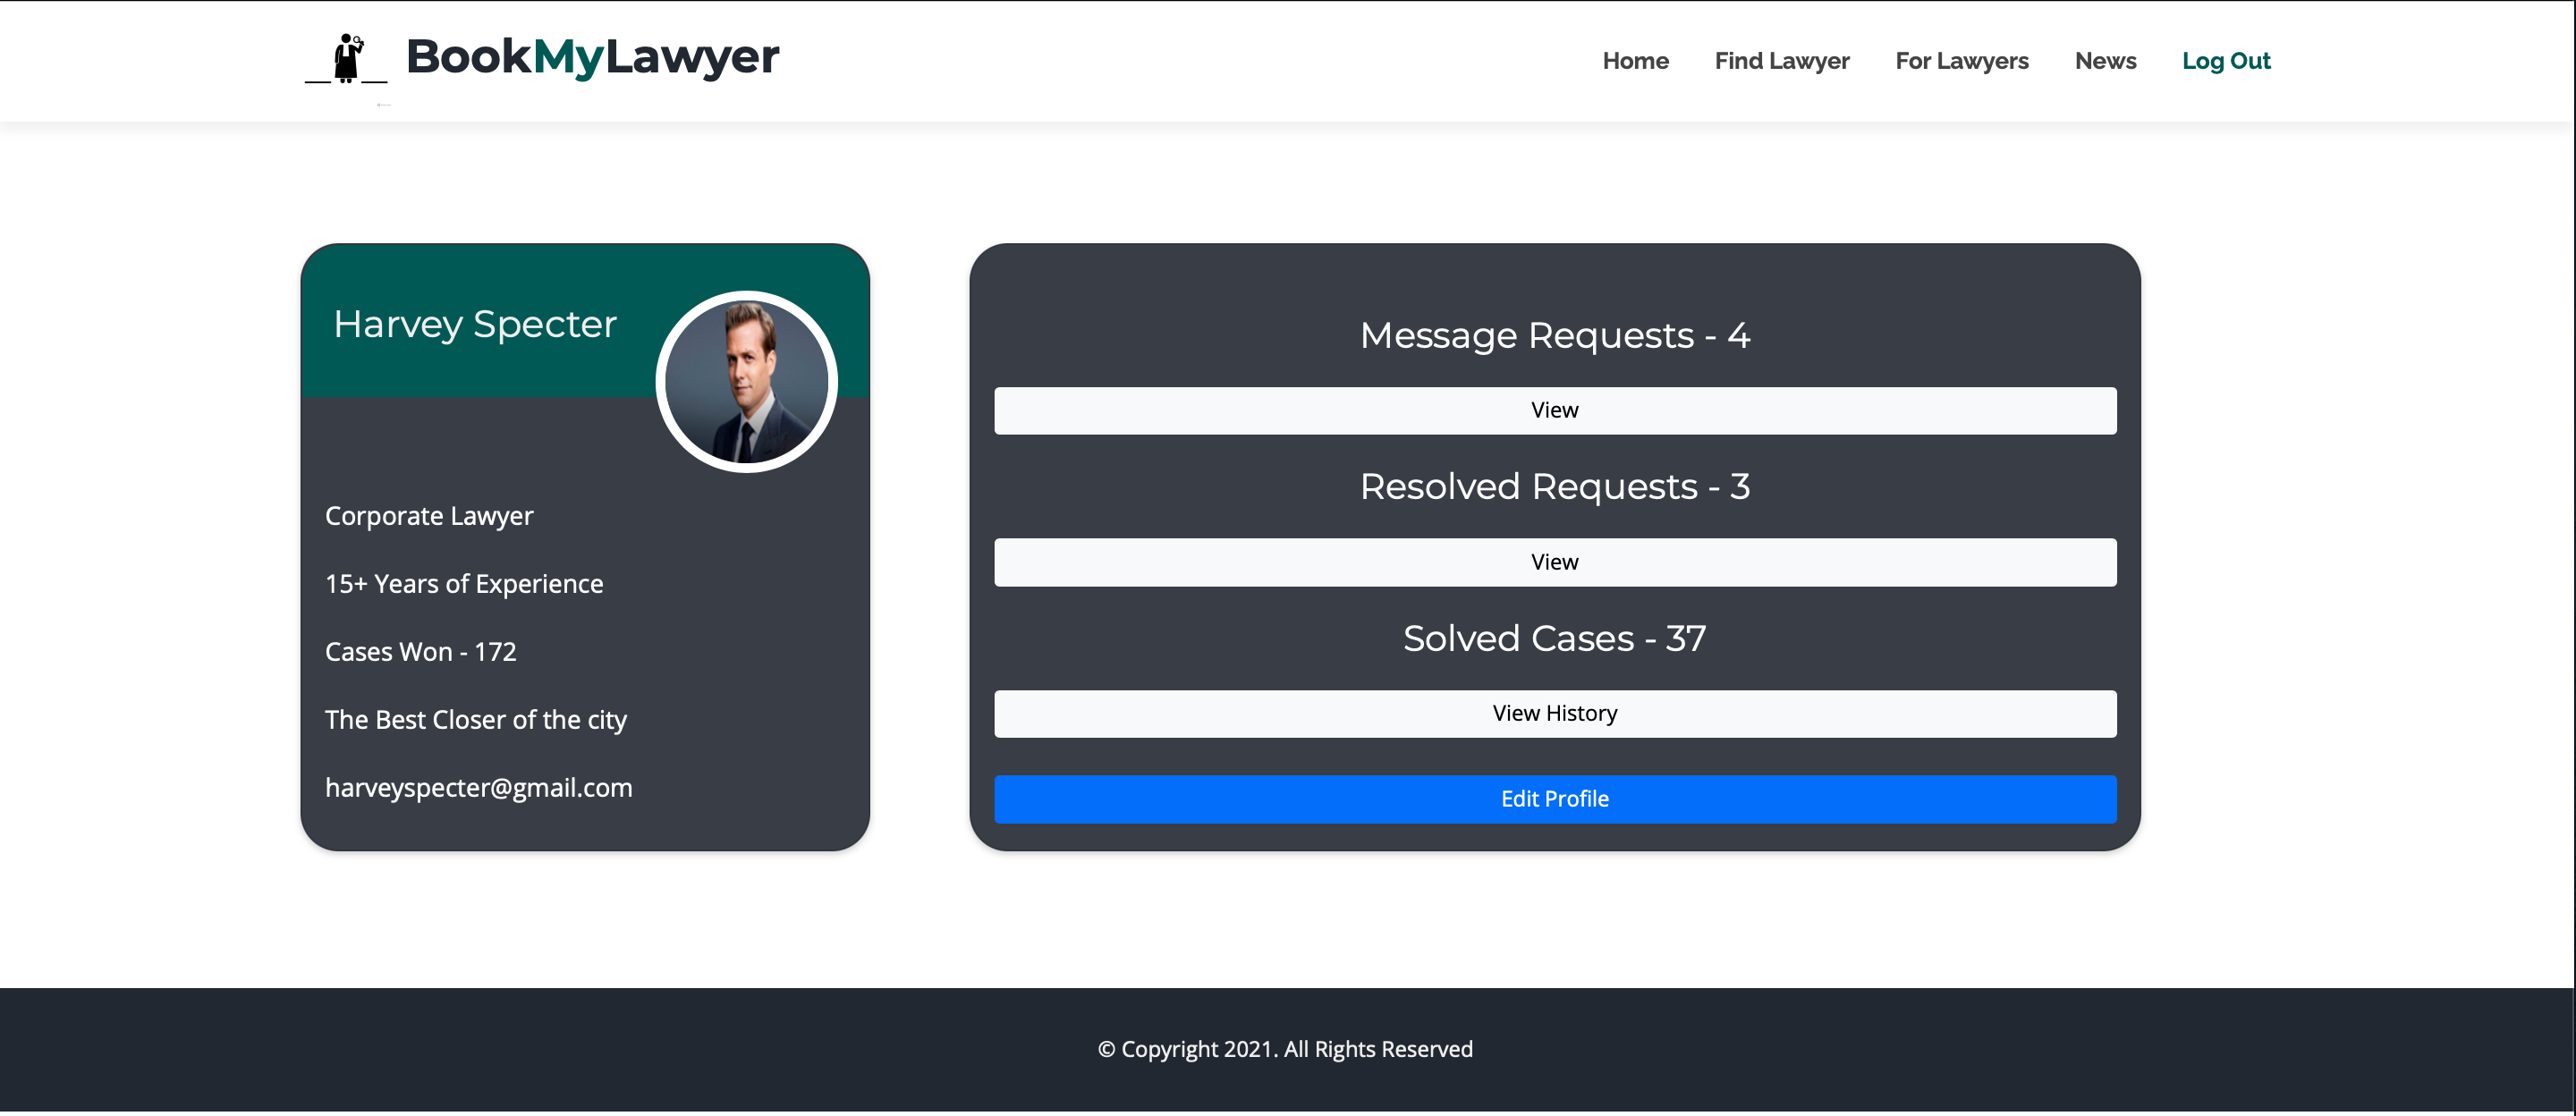 BookMyLawyer
Home Find Lawyer For Lawyers News Log Out
Harvey Specter
Corporate Lawyer
15+ Years of Experience
Cases Won - 172
The Best Closer of the city
harveyspecter@gmail.com
Message Requests - 4
View
Resolved Requests - 3
View
Solved Cases - 37
View History
Edit Profile
© Copyright 2021. All Rights Reserved